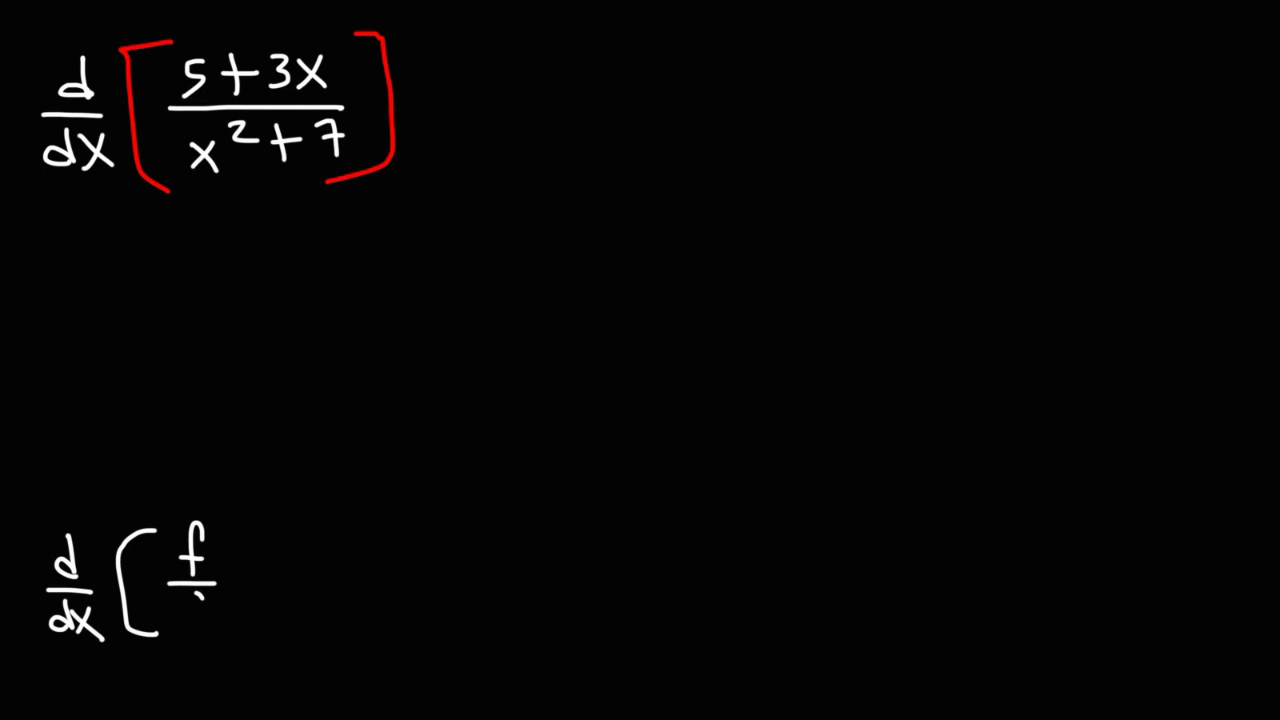 d/dx [ (5+3x)/(x²+7) ]
d/dx [ f/